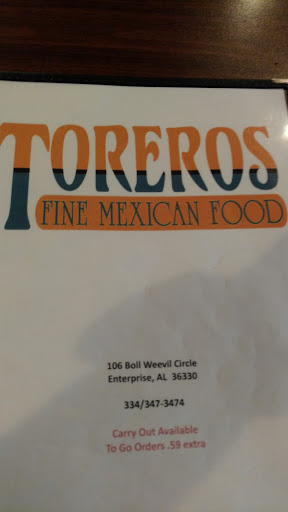 TOREROS
FINE MEXICAN FOOD
106 Boll Weevil Circle
Enterprise, AL 36330
334/347-3474
Carry Out Available
To Go Orders .59 extra